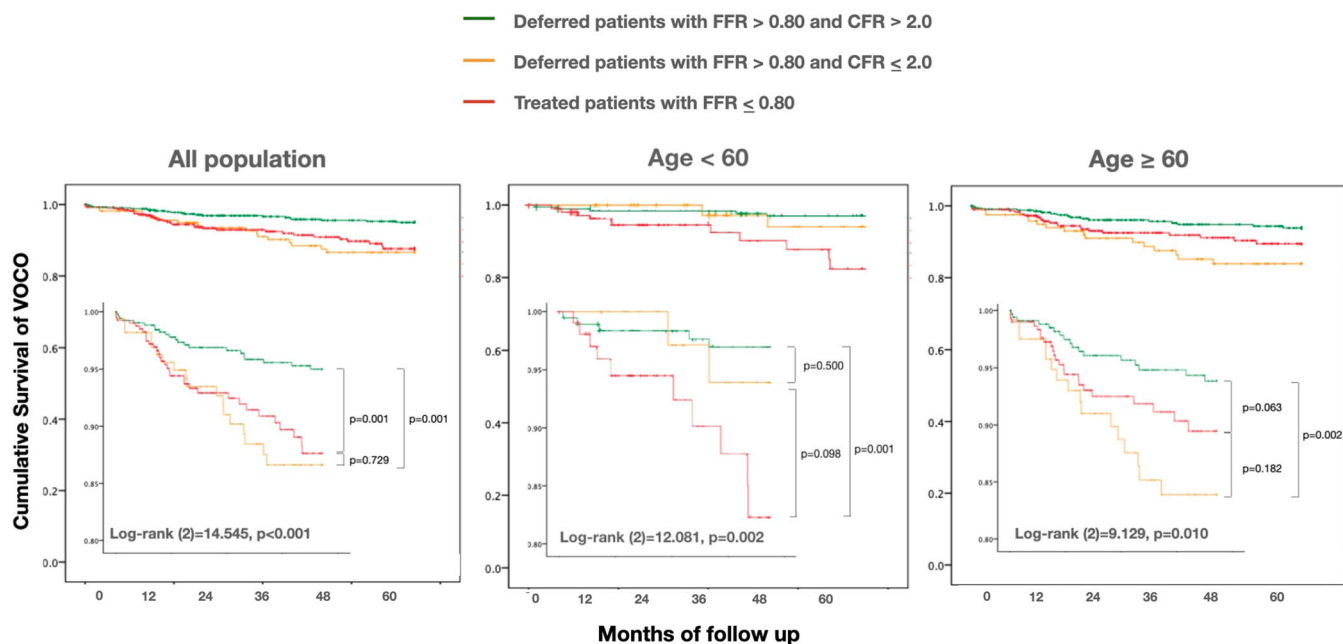 Deferred patients with FFR > 0.80 and CFR > 2.0
Deferred patients with FFR > 0.80 and CFR ≤ 2.0
Treated patients with FFR ≤ 0.80
Cumulative Survival of VOCO
All population
1.0
0.8
0.6
0.4
0.2
0.0
1.00
0.95
0.90
0.85
0.80
p=0.001
p=0.001
p=0.729
Log-rank (2)=14.545, p<0.001
0 12 24 36 48 60
Age < 60
1.0
0.8
0.6
0.4
0.2
0.0
1.00
0.95
0.90
0.85
0.80
p=0.500
p=0.098
p=0.001
Log-rank (2)=12.081, p=0.002
0 12 24 36 48 60
Age ≥ 60
1.0
0.8
0.6
0.4
0.2
0.0
1.00
0.95
0.90
0.85
0.80
p=0.063
p=0.002
p=0.182
Log-rank (2)=9.129, p=0.010
0 12 24 36 48 60
Months of follow up